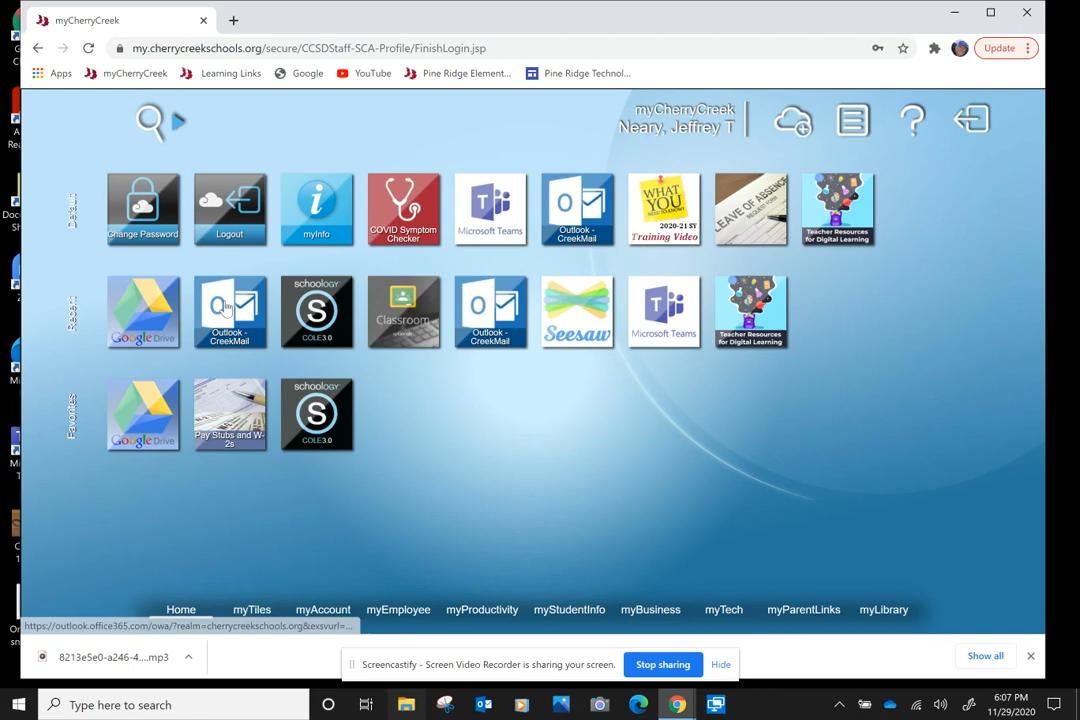 myCherryCreek
my.cherrycreekschools.org/secure/CCSDStaff-SCA-Profile/FinishLogin.jsp
Update
Apps
myCherryCreek
Learning Links
Google
YouTube
Pine Ridge Element...
Pine Ridge Technol...
myCherryCreek
Neary, Jeffrey T
Default
Change Password
Logout
myInfo
COVID Symptom Checker
Microsoft Teams
Outlook - CreekMail
WHAT YOU NEED TO KNOW!
2020-21 SY
Training Video
LEAVE OF ABSENCE
REQUEST FORM
Teacher Resources for Digital Learning
Recent
Google Drive
Outlook - CreekMail
schoology
S
COLE3.0
Classroom
Outlook - CreekMail
Seesaw
Microsoft Teams
Teacher Resources for Digital Learning
Favorites
Google Drive
Pay Stubs and W-2s
schoology
S
COLE3.0
Home
myTiles
myAccount
myEmployee
myProductivity
myStudentInfo
myBusiness
myTech
myParentLinks
myLibrary
https://outlook.office365.com/owa/?realm=cherrycreekschools.org&exsvurl=...
8213e5e0-a246-4....mp3
Screencastify - Screen Video Recorder is sharing your screen.
Stop sharing
Hide
Show all
Type here to search
6:07 PM
11/29/2020